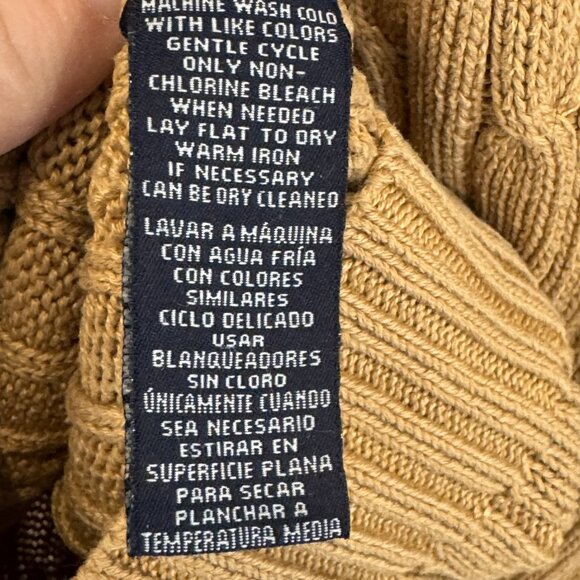 MACHINE WASH COLD
WITH LIKE COLORS
GENTLE CYCLE
ONLY NON-
CHLORINE BLEACH
WHEN NEEDED
LAY FLAT TO DRY
WARM IRON
IF NECESSARY
CAN BE DRY CLEANED
LAVAR A MÁQUINA
CON AGUA FRÍA
CON COLORES
SIMILARES
CICLO DELICADO
USAR
BLANQUEADORES
SIN CLORO
ÚNICAMENTE CUANDO
SEA NECESARIO
ESTIRAR EN
SUPERFICIE PLANA
PARA SECAR
PLANCHAR A
TEMPERATURA MEDIA